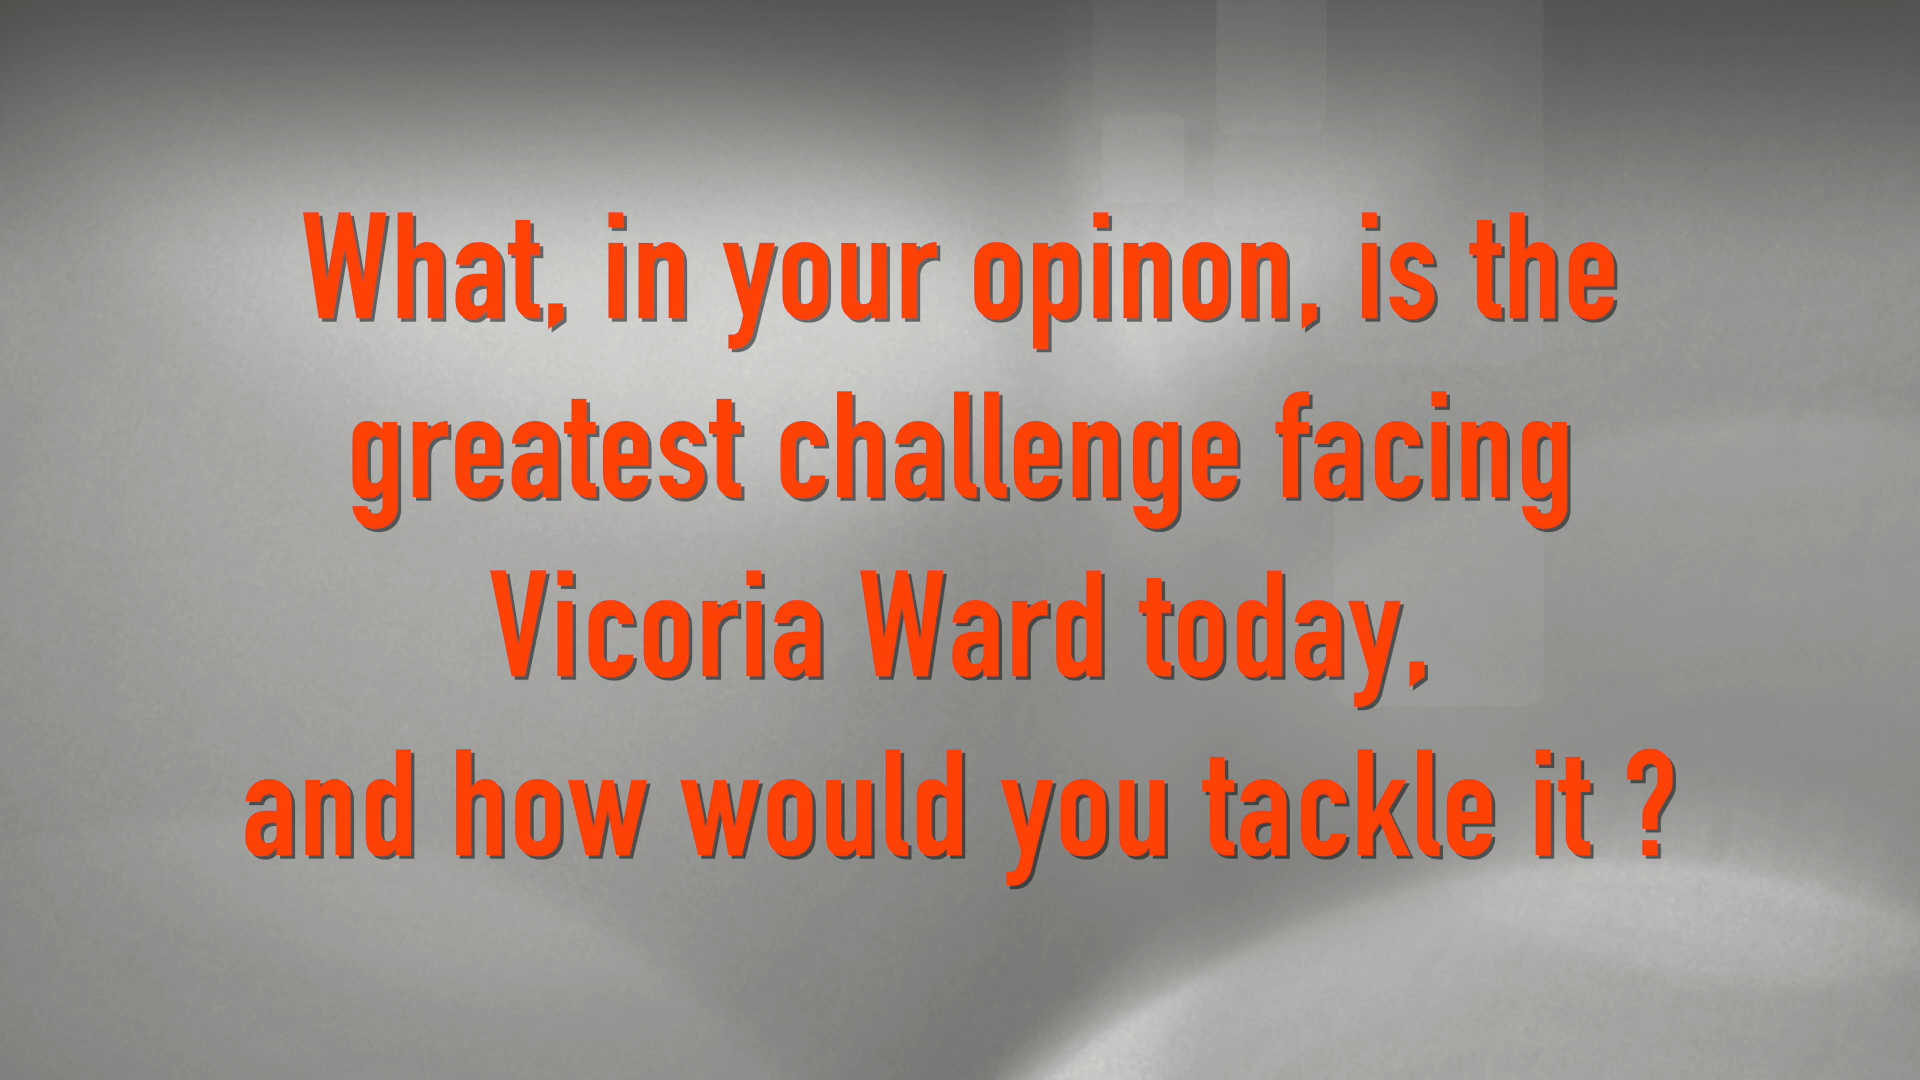 What, in your opinon, is the
greatest challenge facing
Vicoria Ward today,
and how would you tackle it ?